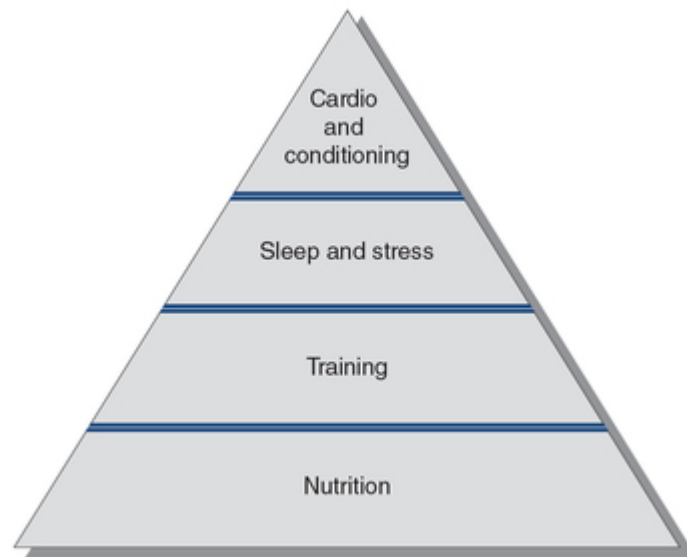 Cardio
and
conditioning
Sleep and stress
Training
Nutrition